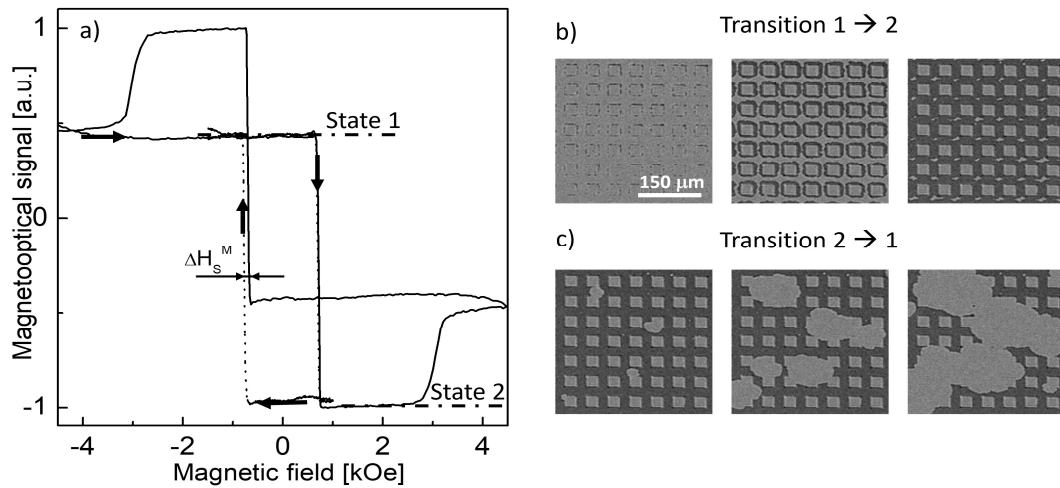 a)
1
0
-1
Magnetooptical signal [a.u.]
State 1
ΔH_S^M
State 2
-4 -2 0 2 4
Magnetic field [kOe]
b)
Transition 1 → 2
150 µm
c)
Transition 2 → 1